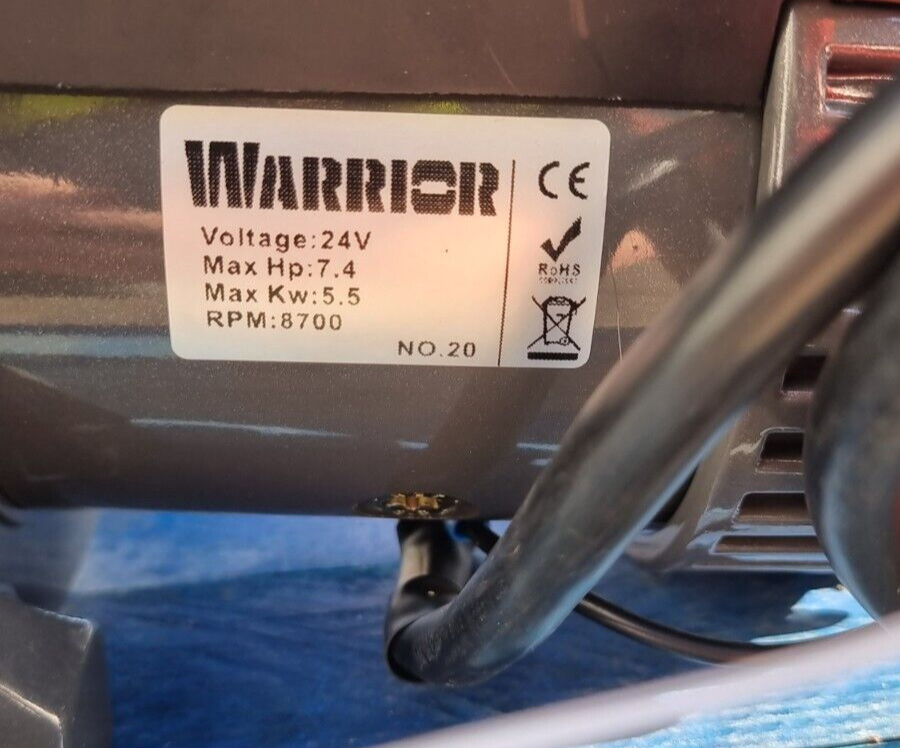 WARRIOR
Voltage:24V
Max Hp:7.4
Max Kw:5.5
RPM:8700
NO.20
CE
RoHS